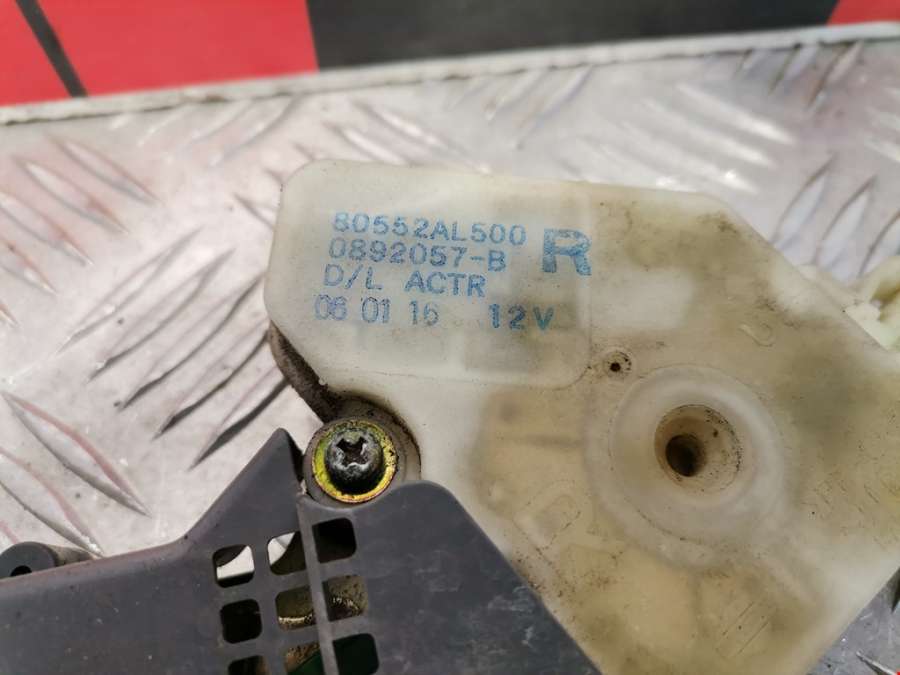 80552AL500
0892057-B R
D/L ACTR
06 01 16 12V